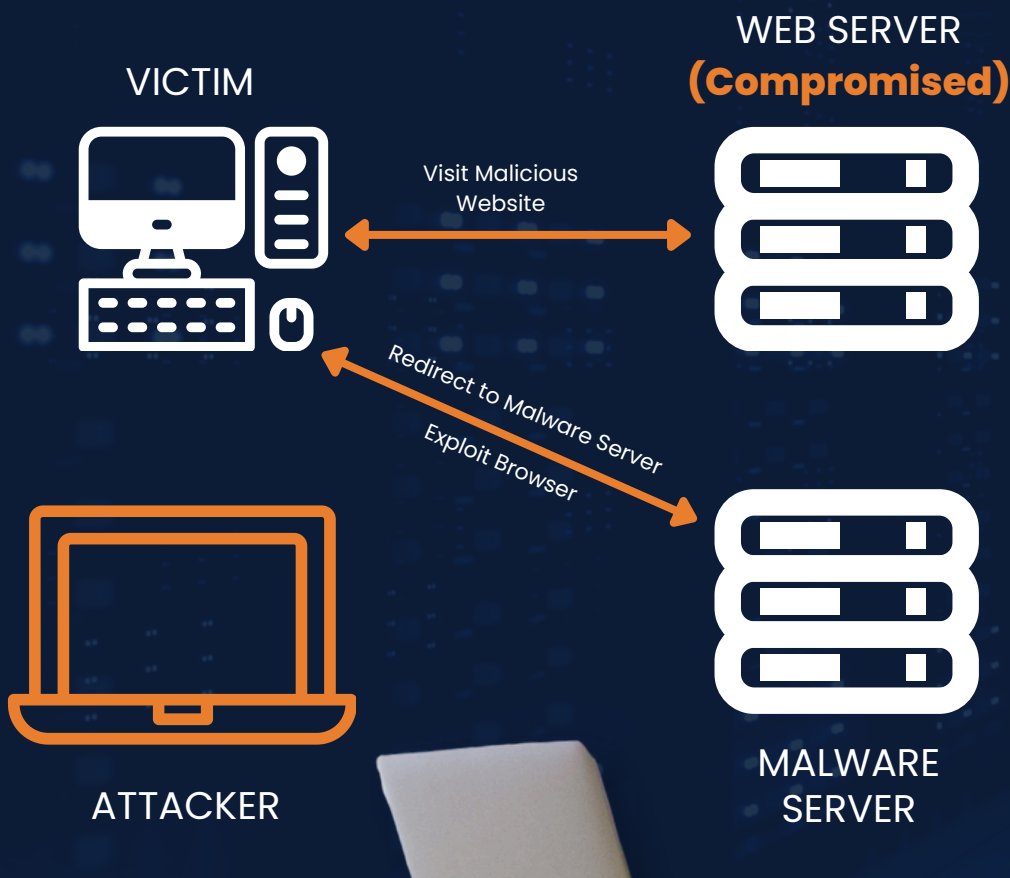 VICTIM
WEB SERVER
(Compromised)
Visit Malicious
Website
Redirect to Malware Server
Exploit Browser
ATTACKER
MALWARE
SERVER